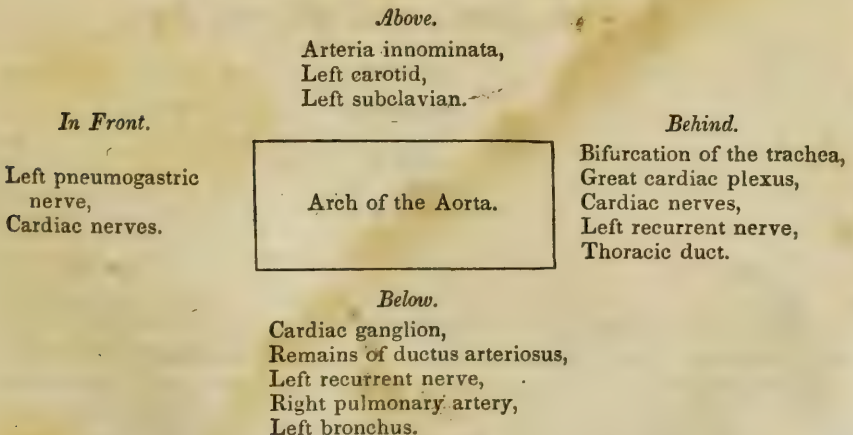 Above.
Arteria innominata,
Left carotid,
Left subclavian.
In Front.
Left pneumogastric
nerve,
Cardiac nerves.
Arch of the Aorta.
Behind.
Bifurcation of the trachea,
Great cardiac plexus,
Cardiac nerves,
Left recurrent nerve,
Thoracic duct.
Below.
Cardiac ganglion,
Remains of ductus arteriosus,
Left recurrent nerve,
Right pulmonary artery,
Left bronchus.